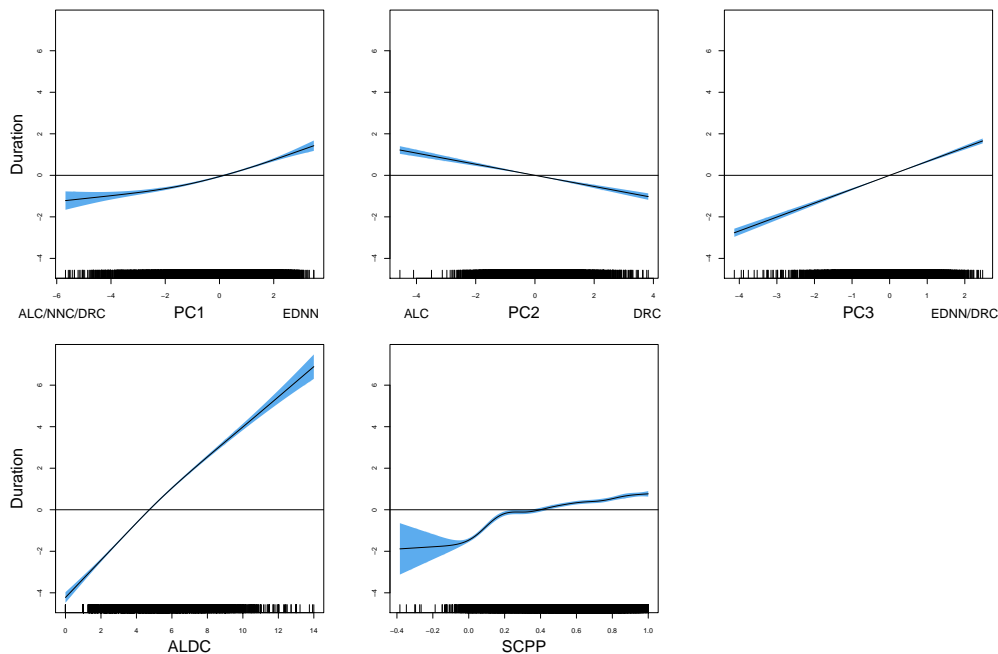 Duration
6
4
2
0
−2
−4
−6 −4 −2 0 2
ALC/NNC/DRC PC1 EDNN
6
4
2
0
−2
−4
−4 −2 0 2 4
ALC PC2 DRC
6
4
2
0
−2
−4
−4 −3 −2 −1 0 1 2
PC3 EDNN/DRC
Duration
6
4
2
0
−2
−4
0 2 4 6 8 10 12 14
ALDC
6
4
2
0
−2
−4
−0.4 −0.2 0.0 0.2 0.4 0.6 0.8 1.0
SCPP